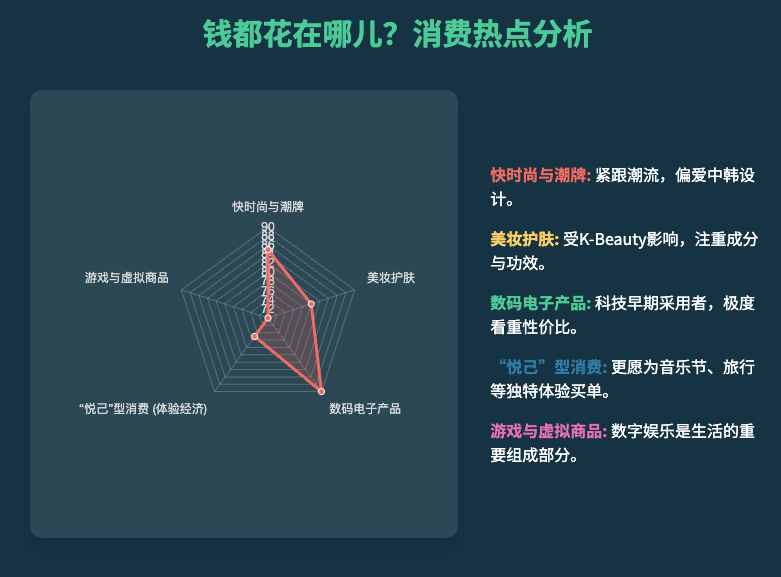 钱都花在哪儿？消费热点分析
快时尚与潮牌
90
88
86
82
80
78
76
74
72
游戏与虚拟商品
美妆护肤
“悦己”型消费 (体验经济)
数码电子产品
快时尚与潮牌: 紧跟潮流，偏爱中韩设
计。
美妆护肤: 受K-Beauty影响，注重成分
与功效。
数码电子产品: 科技早期采用者，极度
看重性价比。
“悦己”型消费: 更愿为音乐节、旅行
等独特体验买单。
游戏与虚拟商品: 数字娱乐是生活的重
要组成部分。